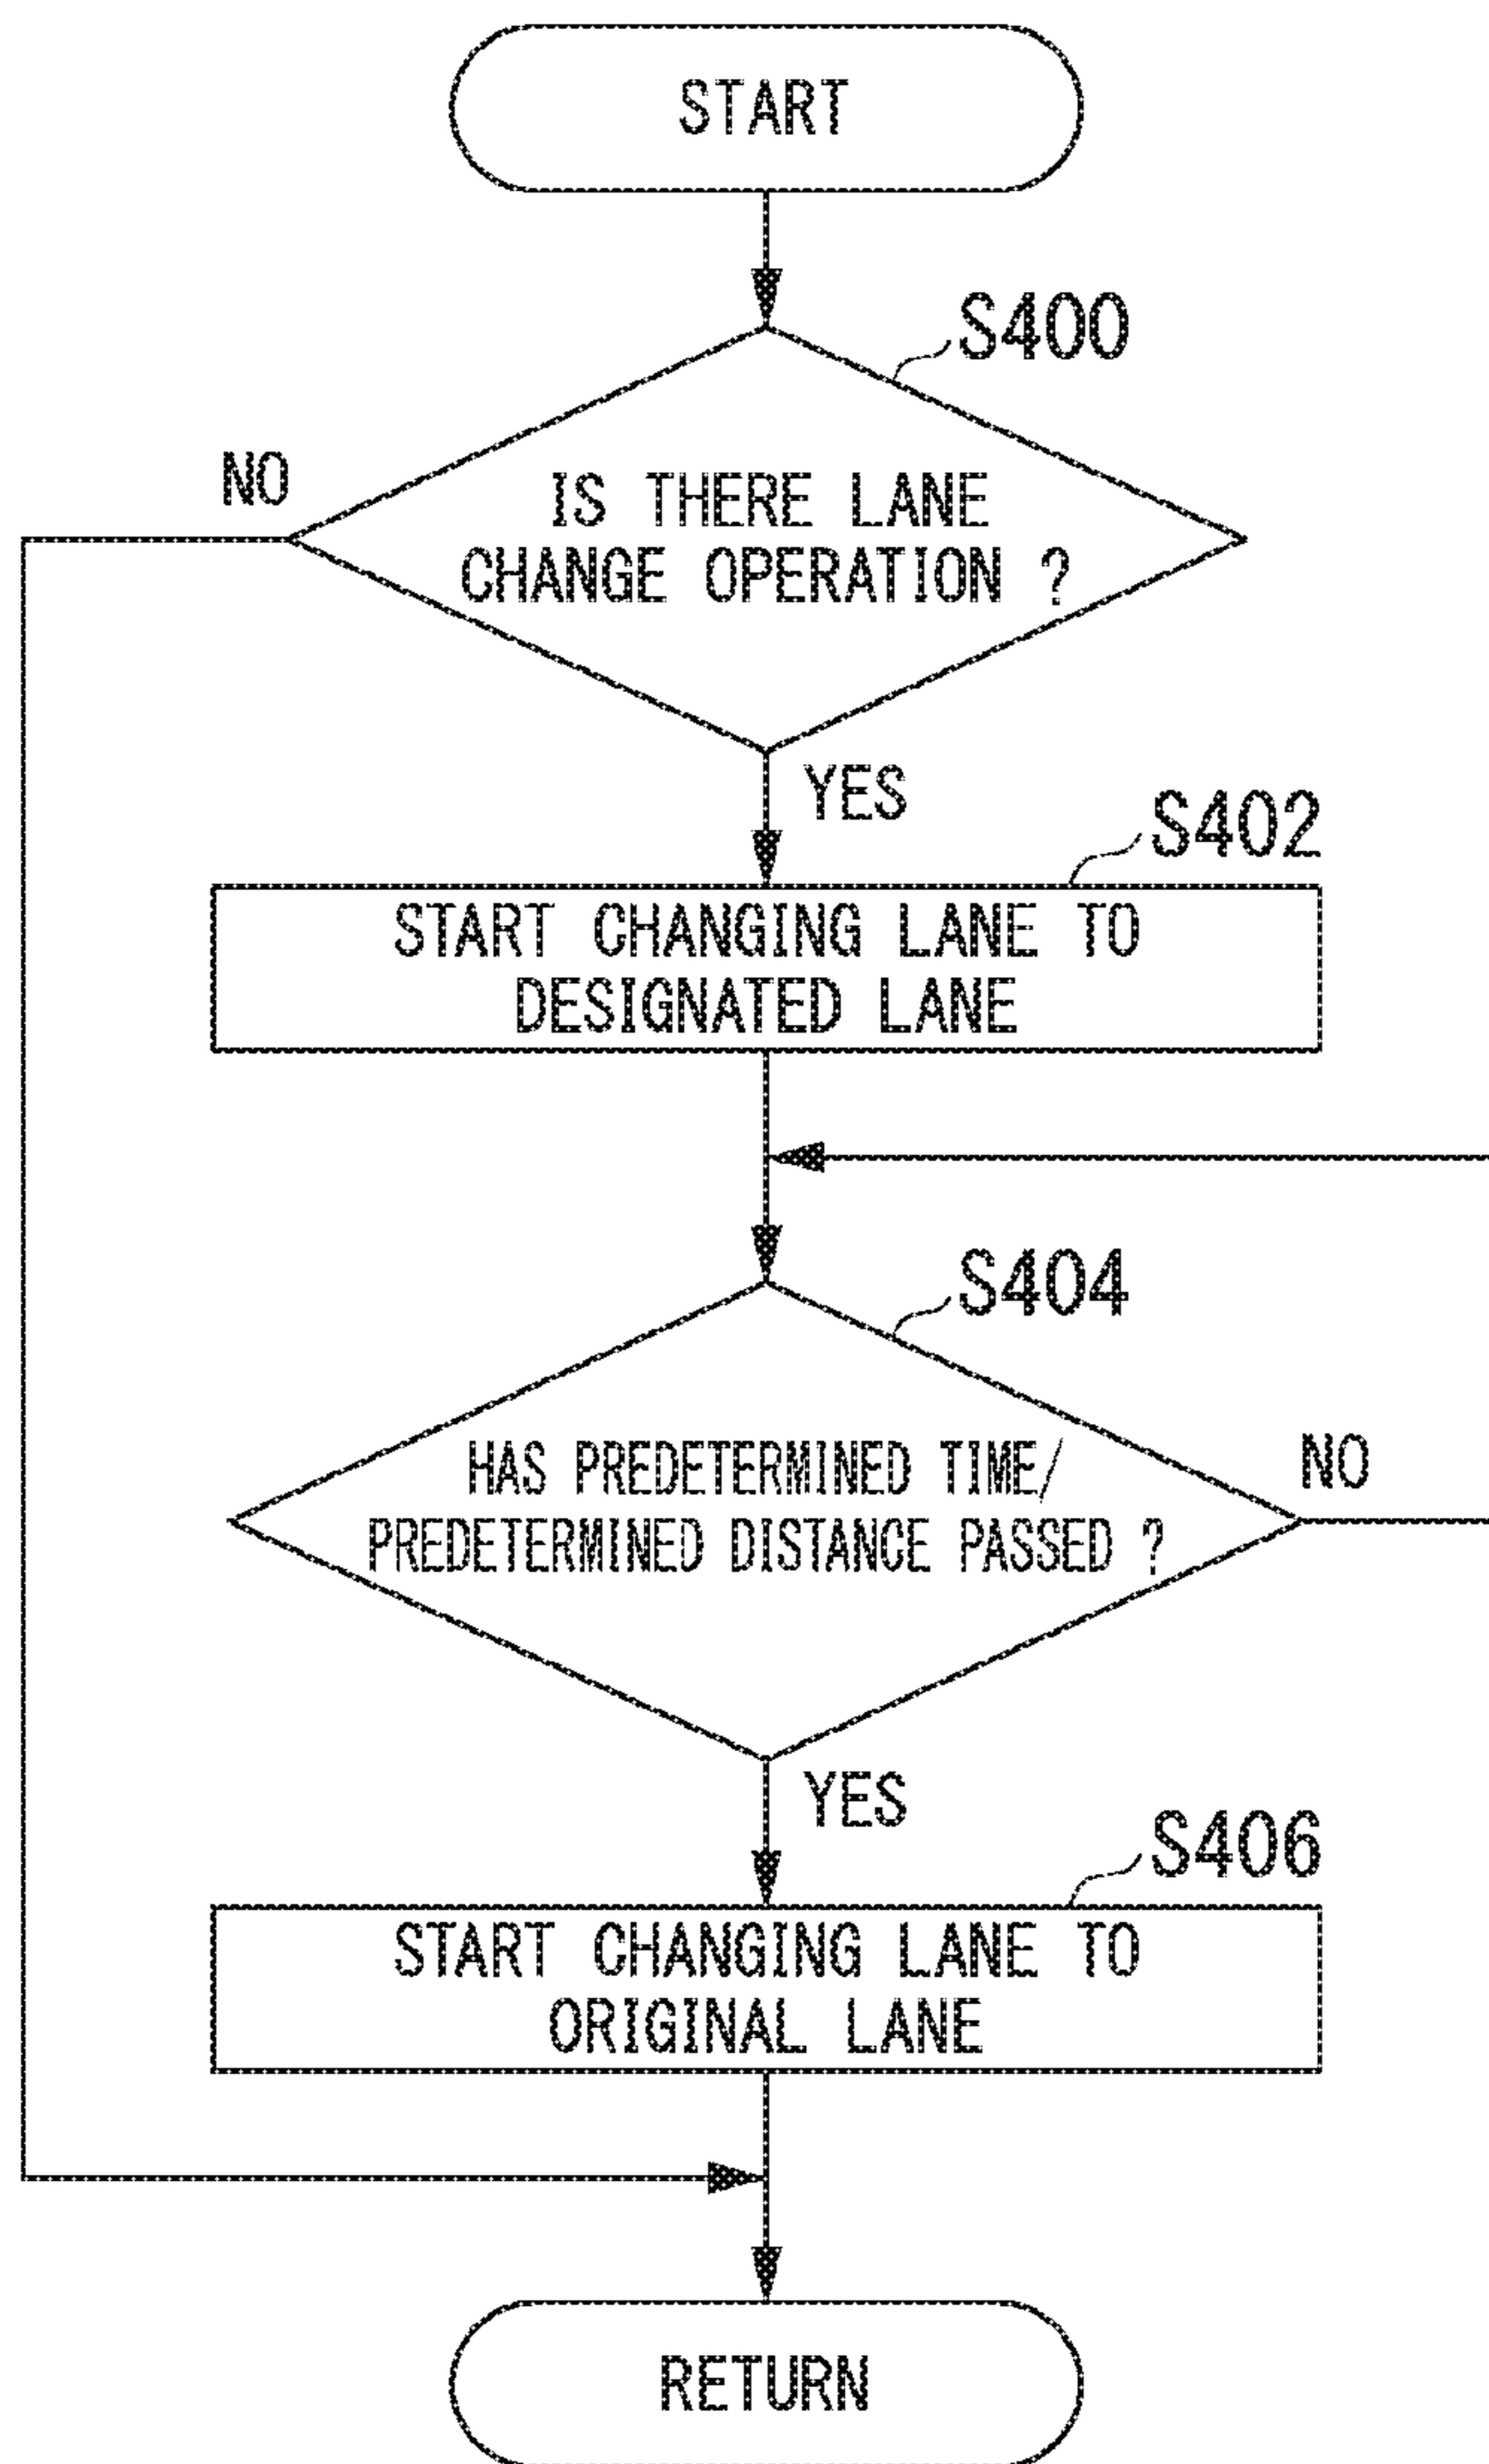 START
S400
NO
IS THERE LANE
CHANGE OPERATION ?
YES
S402
START CHANGING LANE TO
DESIGNATED LANE
S404
HAS PREDETERMINED TIME/
PREDETERMINED DISTANCE PASSED ?
NO
YES
S406
START CHANGING LANE TO
ORIGINAL LANE
RETURN